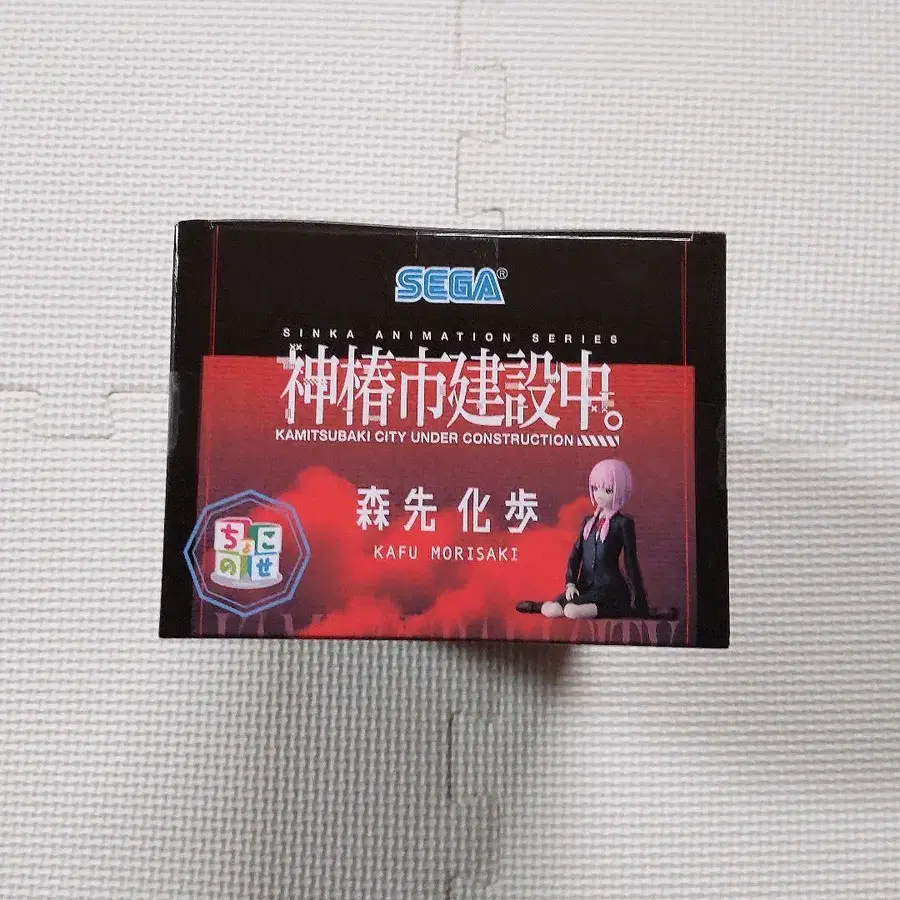 SEGA®
SINKA ANIMATION SERIES
神椿市建設中。
KAMITSUBAKI CITY UNDER CONSTRUCTION
森先 化歩
KAFU MORISAKI
ちょこ
のせ